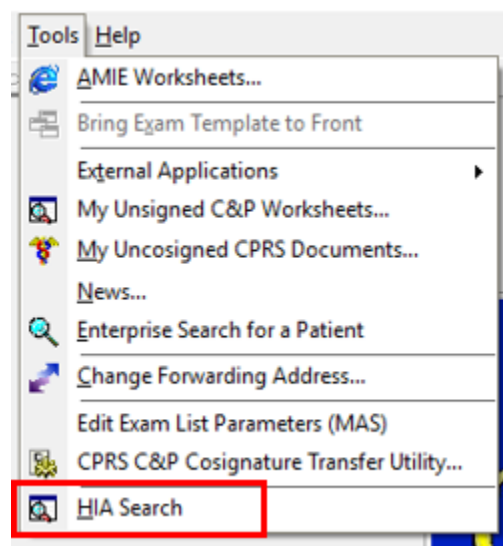 Tools Help
AMIE Worksheets...
Bring Exam Template to Front
External Applications
My Unsigned C&P Worksheets...
My Uncosigned CPRS Documents...
News...
Enterprise Search for a Patient
Change Forwarding Address...
Edit Exam List Parameters (MAS)
CPRS C&P Cosignature Transfer Utility...
HIA Search